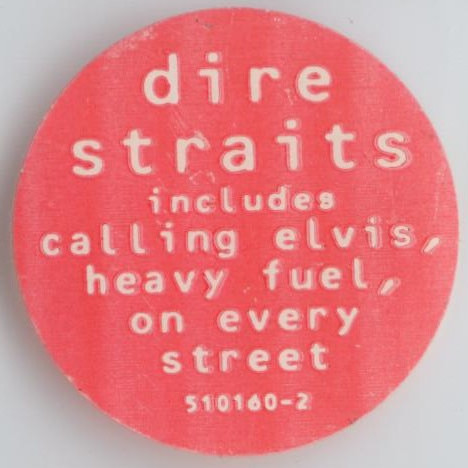 dire
straits
includes
calling elvis,
heavy fuel,
on every
street
510160-2